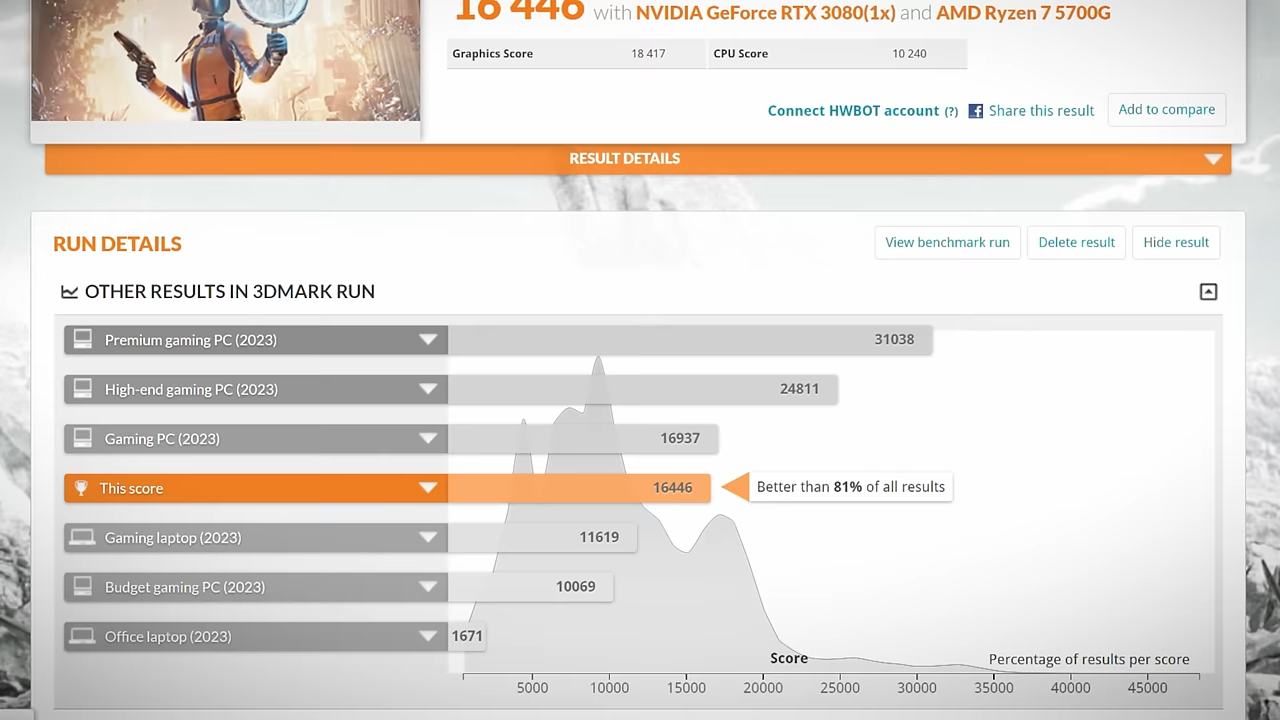 16 446 with NVIDIA GeForce RTX 3080(1x) and AMD Ryzen 7 5700G
Graphics Score 18 417 CPU Score 10 240
Connect HWBOT account (?) Share this result Add to compare
RESULT DETAILS
RUN DETAILS View benchmark run Delete result Hide result
OTHER RESULTS IN 3DMARK RUN
Premium gaming PC (2023) 31038
High-end gaming PC (2023) 24811
Gaming PC (2023) 16937
This score 16446 Better than 81% of all results
Gaming laptop (2023) 11619
Budget gaming PC (2023) 10069
Office laptop (2023) 1671
Score Percentage of results per score
5000 10000 15000 20000 25000 30000 35000 40000 45000